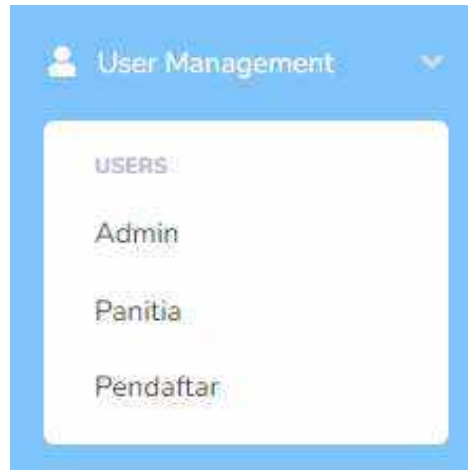 User Management
USERS
Admin
Panitia
Pendaftar